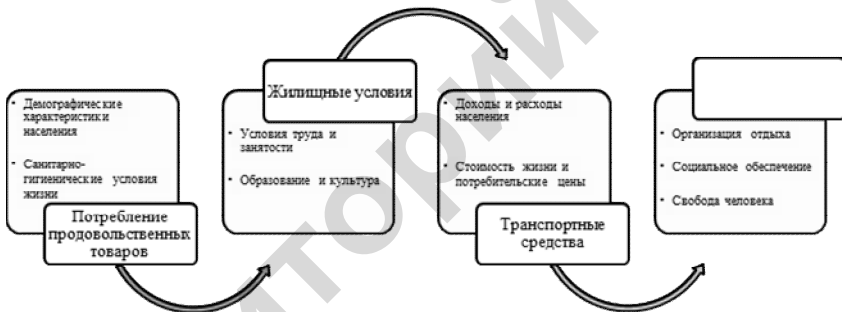 • Демографические
характеристики
населения
• Санитарно-
гигиенические условия
жизни
Потребление
продовольственных
товаров
Жилищные условия
• Условия труда и
занятости
• Образование и культура
• Доходы и расходы
населения
• Стоимость жизни и
потребительские цены
Транспортные
средства
• Организация отдыха
• Социальное обеспечение
• Свобода человека